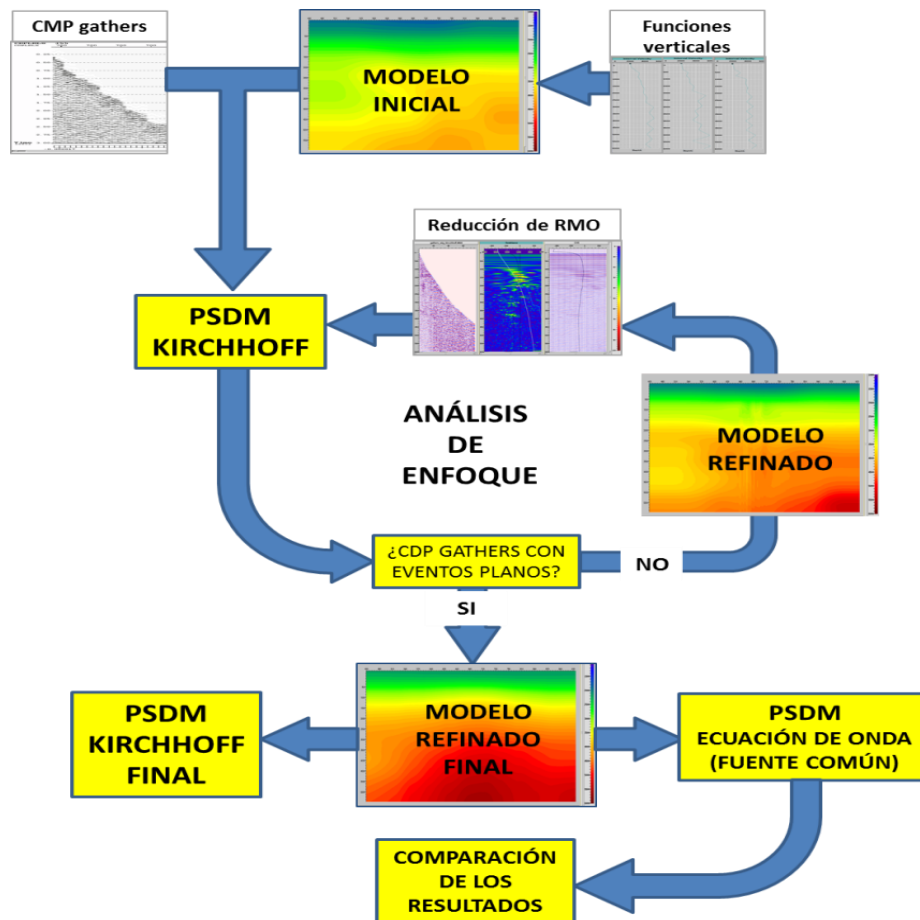 CMP gathers
Funciones
verticales
MODELO
INICIAL
Reducción de RMO
PSDM
KIRCHHOFF
ANÁLISIS
DE
ENFOQUE
MODELO
REFINADO
¿CDP GATHERS CON
EVENTOS PLANOS?
NO
SI
PSDM
KIRCHHOFF
FINAL
MODELO
REFINADO
FINAL
PSDM
ECUACIÓN DE ONDA
(FUENTE COMÚN)
COMPARACIÓN
DE LOS
RESULTADOS